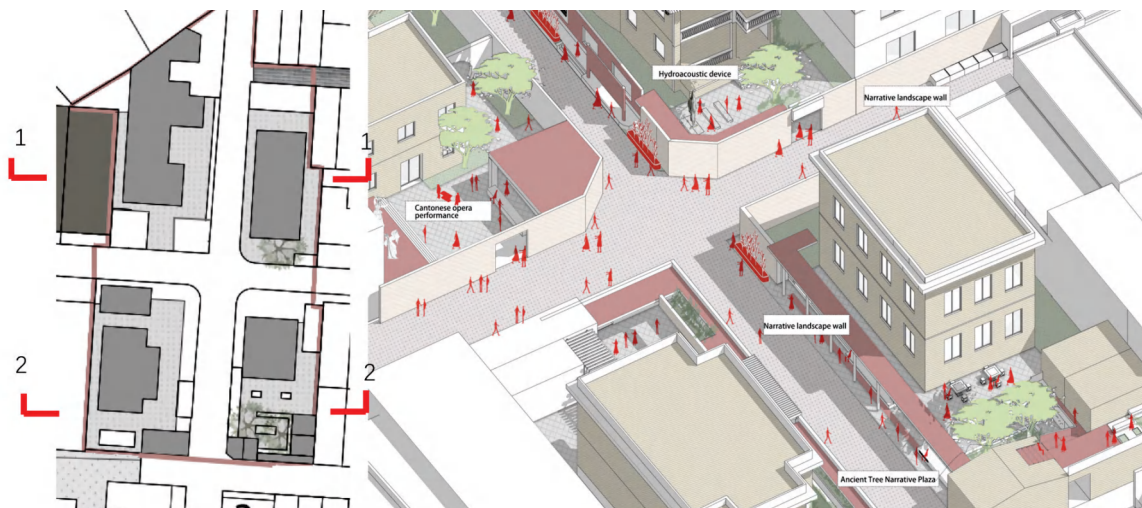 1
1
2
2
Hydroacoustic device
Narrative landscape wall
Cantonese opera
performance
Narrative landscape wall
Ancient Tree Narrative Plaza